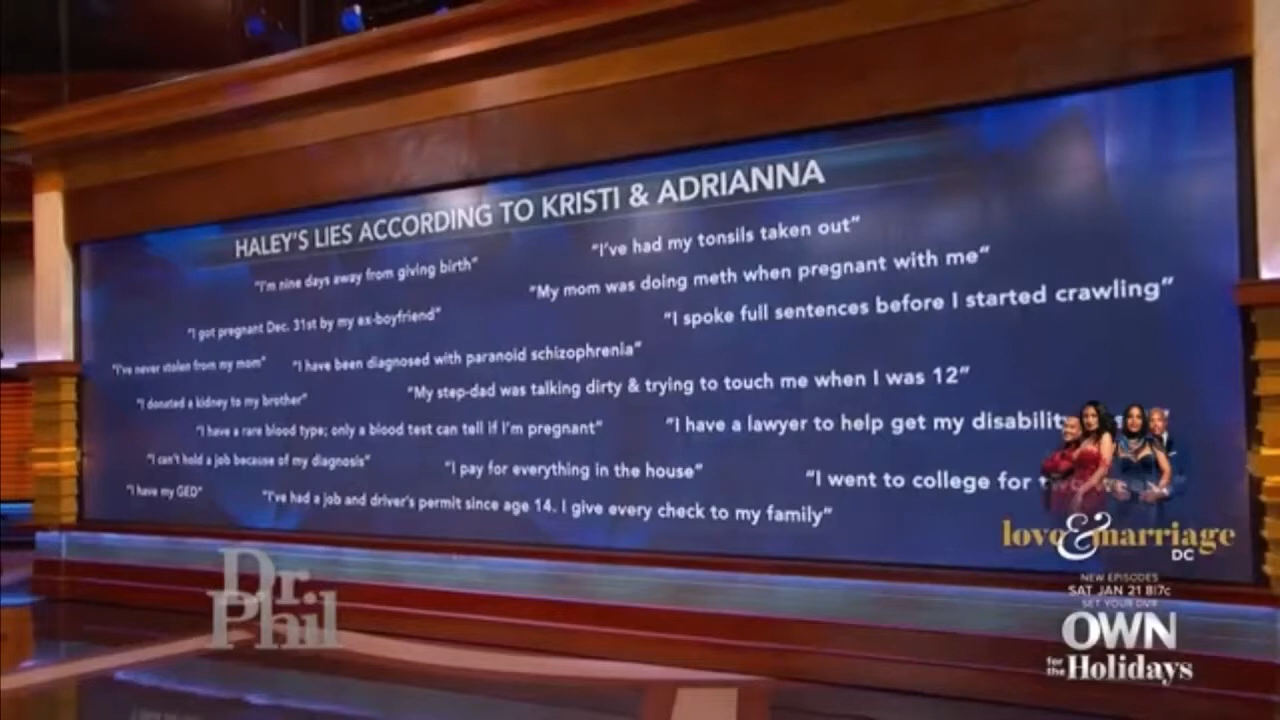 HALEY'S LIES ACCORDING TO KRISTI & ADRIANNA
"I've had my tonsils taken out"
"I'm nine days away from giving birth"
"My mom was doing meth when pregnant with me"
"I got pregnant Dec. 31st by my ex-boyfriend"
"I spoke full sentences before I started crawling"
"I've never stolen from my mom"
"I have been diagnosed with paranoid schizophrenia"
"I donated a kidney to my brother"
"My step-dad was talking dirty & trying to touch me when I was 12"
"I have a rare blood type; only a blood test can tell if I'm pregnant"
"I have a lawyer to help get my disability
"I can't hold a job because of my diagnosis"
"I pay for everything in the house"
"I went to college for
"I have my GED"
"I've had a job and driver's permit since age 14. I give every check to my family"
Dr.
Phil
love & marriage
DC
NEW EPISODES
SAT JAN 21 8|7c
SET YOUR DVR
OWN
for the Holidays